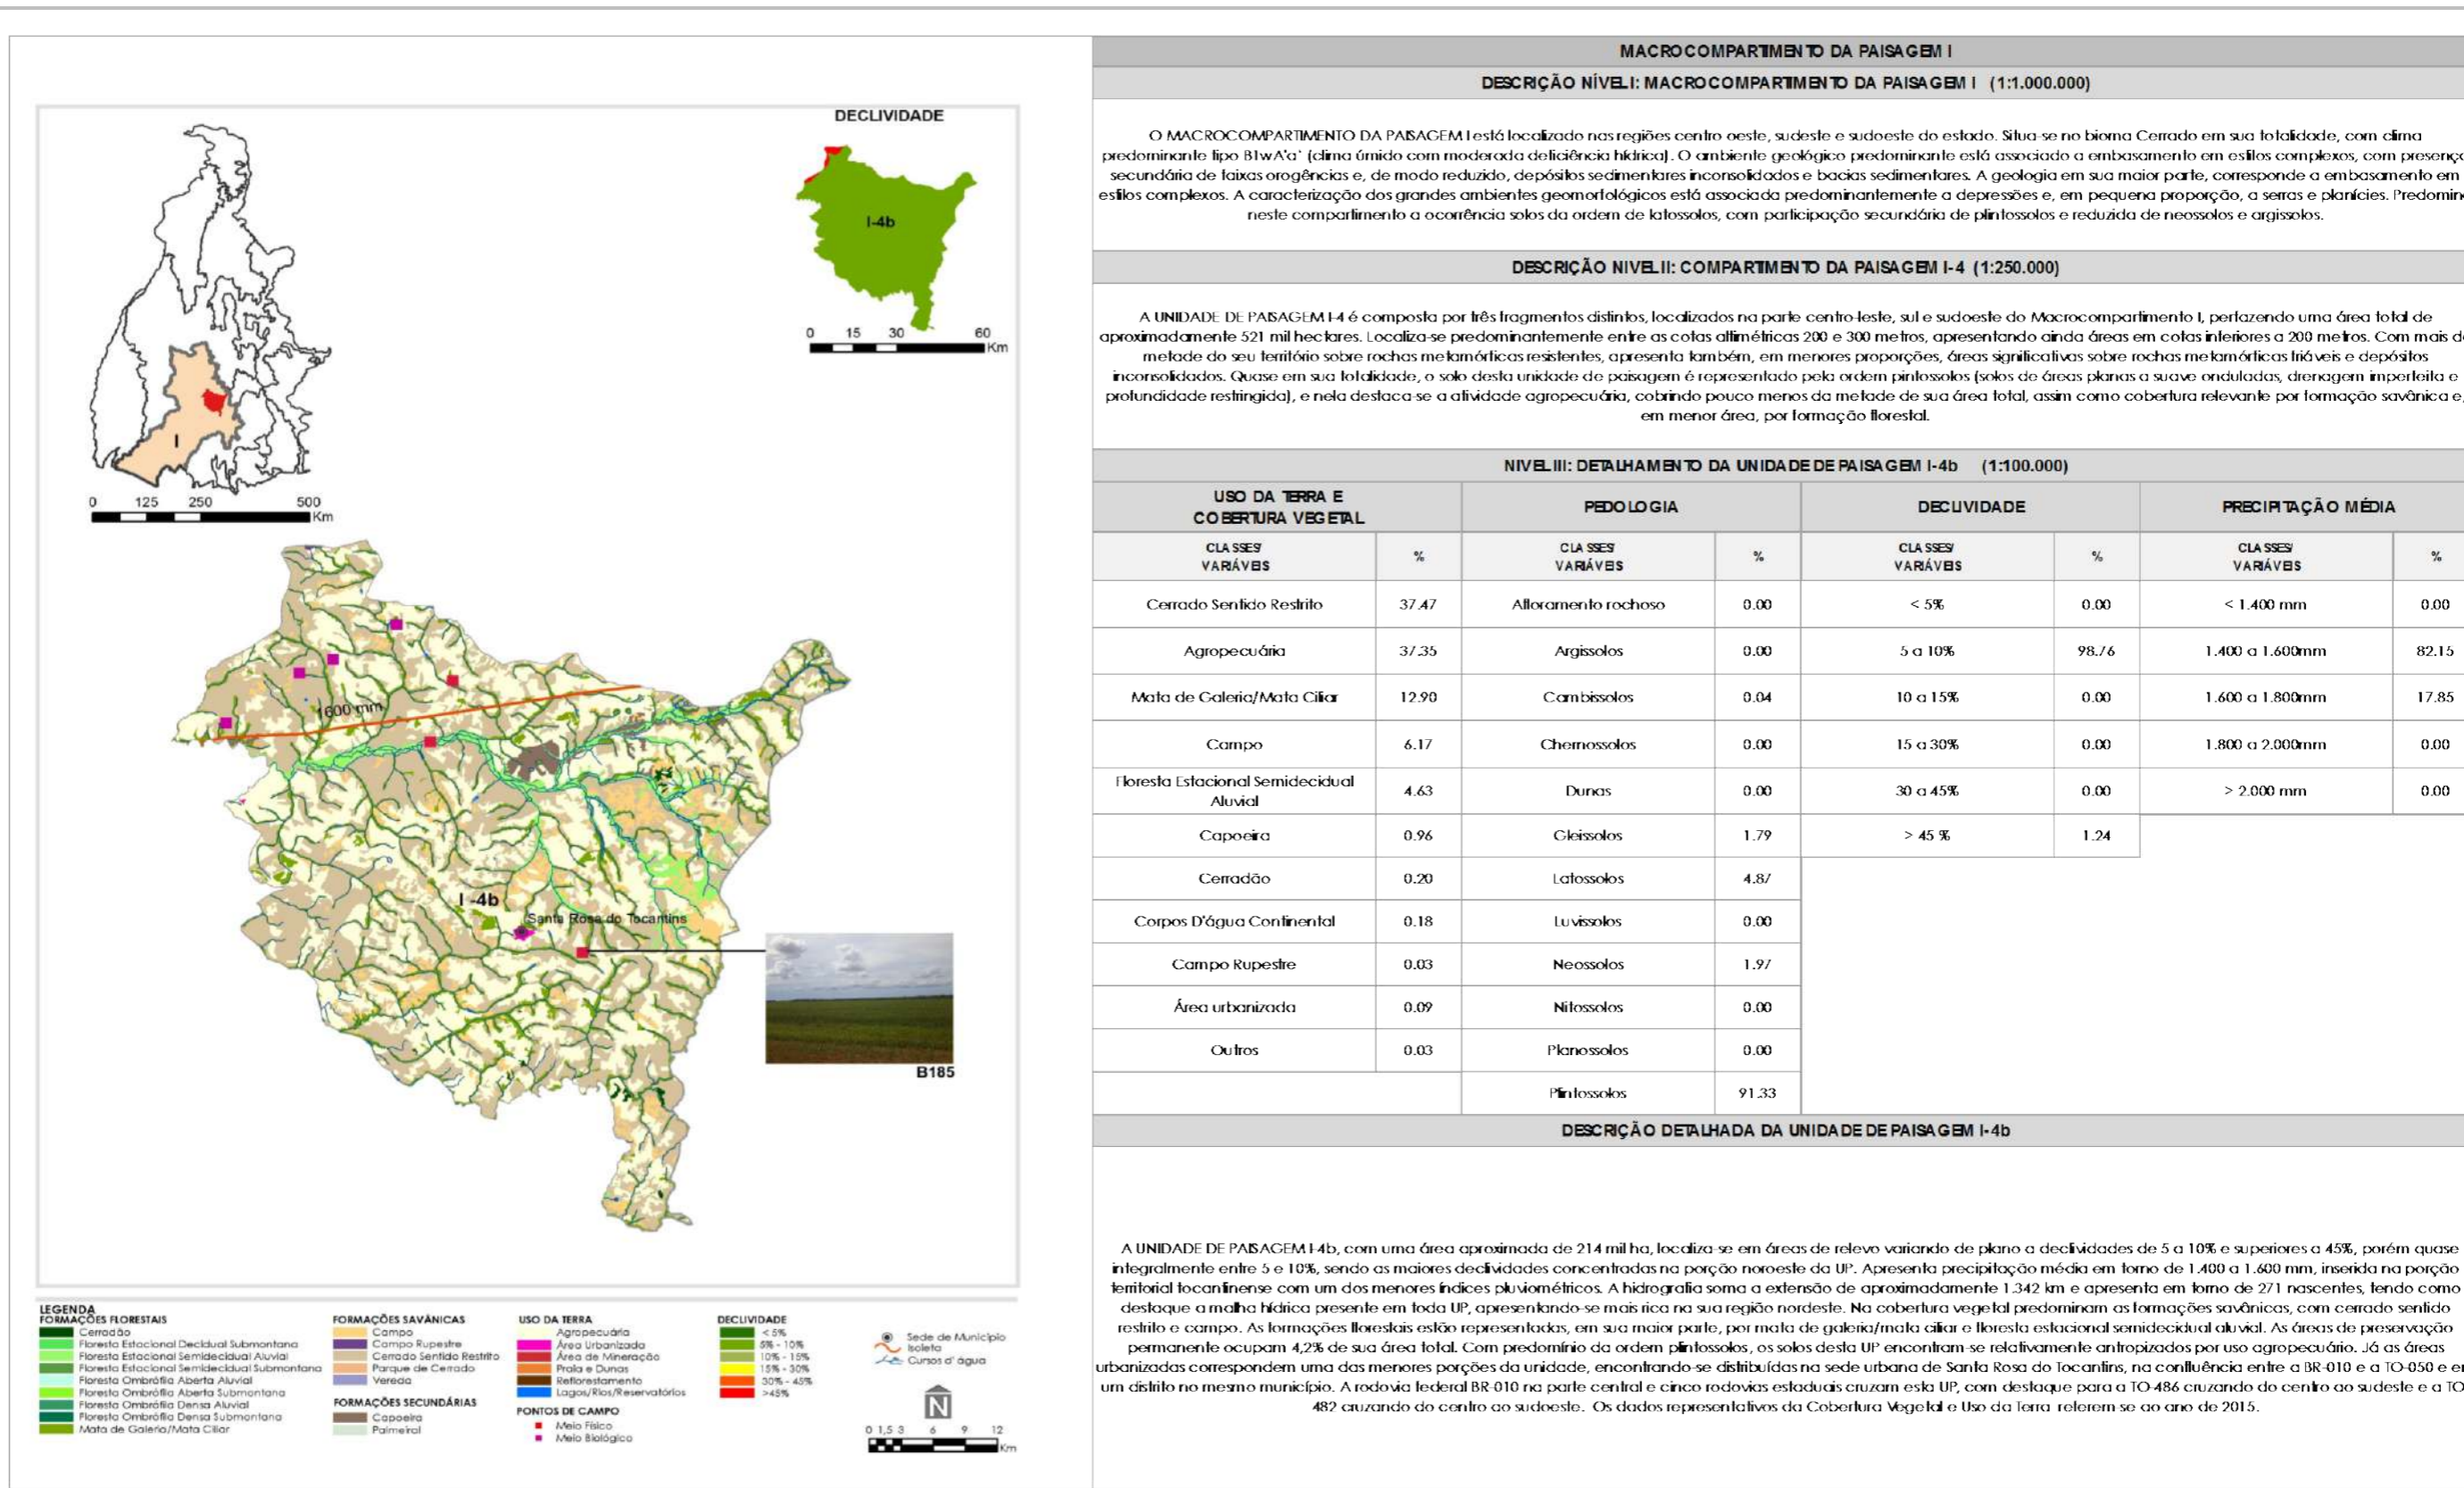 DECLIVIDADE
I-4b
0 15 30 60
Km
I
0 125 250 500
Km
1600 mm
I -4b
Santa Rosa do Tocantins
B185
LEGENDA
FORMAÇÕES FLORESTAIS
Cerradão
Floresta Estacional Decidual Submontana
Floresta Estacional Semidecidual Aluvial
Floresta Estacional Semidecidual Submontana
Floresta Ombrófila Aberta Aluvial
Floresta Ombrófila Aberta Submontana
Floresta Ombrófila Densa Aluvial
Floresta Ombrófila Densa Submontana
Mata de Galeria/Mata Ciliar
FORMAÇÕES SAVÂNICAS
Campo
Campo Rupestre
Cerrado Sentido Restrito
Parque de Cerrado
Vereda
FORMAÇÕES SECUNDÁRIAS
Capoeira
Palmeiral
USO DA TERRA
Agropecuária
Área Urbanizada
Área de Mineração
Praia e Dunas
Reflorestamento
Lagos/Rios/Reservatórios
PONTOS DE CAMPO
Meio Físico
Meio Biológico
DECLIVIDADE
< 5%
5% - 10%
10% - 15%
15% - 30%
30% - 45%
>45%
Sede de Município
Isoieta
Cursos d' água
N
0 1,5 3 6 9 12
Km
MACROCOMPARTIMENTO DA PAISAGEM I
DESCRIÇÃO NÍVEL I: MACROCOMPARTIMENTO DA PAISAGEM I (1:1.000.000)
O MACROCOMPARTIMENTO DA PAISAGEM I está localizado nas regiões centro oeste, sudeste e sudoeste do estado. Situa-se no bioma Cerrado em sua totalidade, com clima
predominante tipo B1wA'a' (clima úmido com moderada deficiência hídrica). O ambiente geológico predominante está associado a embasamento em estilos complexos, com presenç
secundária de faixas orogências e, de modo reduzido, depósitos sedimentares inconsolidados e bacias sedimentares. A geologia em sua maior parte, corresponde a embasamento em
estilos complexos. A caracterização dos grandes ambientes geomorfológicos está associada predominantemente a depressões e, em pequena proporção, a serras e planícies. Predomin
neste compartimento a ocorrência solos da ordem de latossolos, com participação secundária de plintossolos e reduzida de neossolos e argissolos.
DESCRIÇÃO NIVEL II: COMPARTIMENTO DA PAISAGEM I-4 (1:250.000)
A UNIDADE DE PAISAGEM I-4 é composta por três fragmentos distintos, localizados na parte centro-leste, sul e sudoeste do Macrocompartimento I, perfazendo uma área total de
aproximadamente 521 mil hectares. Localiza-se predominantemente entre as cotas altimétricas 200 e 300 metros, apresentando ainda áreas em cotas inferiores a 200 metros. Com mais d
metade do seu território sobre rochas metamórficas resistentes, apresenta também, em menores proporções, áreas significativas sobre rochas metamórficas friáveis e depósitos
inconsolidados. Quase em sua totalidade, o solo desta unidade de paisagem é representado pela ordem pintossolos (solos de áreas planas a suave onduladas, drenagem imperfeita e
profundidade restringida), e nela destaca-se a atividade agropecuária, cobrindo pouco menos da metade de sua área total, assim como cobertura relevante por formação savânica e,
em menor área, por formação florestal.
NIVEL III: DETALHAMENTO DA UNIDADE DE PAISAGEM I-4b (1:100.000)
USO DA TERRA E
COBERTURA VEGETAL
PEDOLOGIA
DECLIVIDADE
PRECIPITAÇÃO MÉDIA
CLASSES/
VARIÁVEIS
%
CLASSES/
VARIÁVEIS
%
CLASSES/
VARIÁVEIS
%
CLASSES/
VARIÁVEIS
%
Cerrado Sentido Restrito 37.47 Afloramento rochoso 0.00 < 5% 0.00 < 1.400 mm 0.00
Agropecuária 37.35 Argissolos 0.00 5 a 10% 98.76 1.400 a 1.600mm 82.15
Mata de Galeria/Mata Ciliar 12.90 Cambissolos 0.04 10 a 15% 0.00 1.600 a 1.800mm 17.85
Campo 6.17 Chernossolos 0.00 15 a 30% 0.00 1.800 a 2.000mm 0.00
Floresta Estacional Semidecidual
Aluvial 4.63 Dunas 0.00 30 a 45% 0.00 > 2.000 mm 0.00
Capoeira 0.96 Gleissolos 1.79 > 45 % 1.24
Cerradão 0.20 Latossolos 4.87
Corpos D'água Continental 0.18 Luvissolos 0.00
Campo Rupestre 0.03 Neossolos 1.97
Área urbanizada 0.09 Nitossolos 0.00
Outros 0.03 Planossolos 0.00
Plintossolos 91.33
DESCRIÇÃO DETALHADA DA UNIDADE DE PAISAGEM I-4b
A UNIDADE DE PAISAGEM I-4b, com uma área aproximada de 214 mil ha, localiza-se em áreas de relevo variando de plano a declividades de 5 a 10% e superiores a 45%, porém quase
integralmente entre 5 e 10%, sendo as maiores declividades concentradas na porção noroeste da UP. Apresenta precipitação média em torno de 1.400 a 1.600 mm, inserida na porção
territorial tocantinense com um dos menores índices pluviométricos. A hidrografia soma a extensão de aproximadamente 1.342 km e apresenta em torno de 271 nascentes, tendo como
destaque a malha hídrica presente em toda UP, apresentando-se mais rica na sua região nordeste. Na cobertura vegetal predominam as formações savânicas, com cerrado sentido
restrito e campo. As formações florestais estão representadas, em sua maior parte, por mata de galeria/mata ciliar e floresta estacional semidecidual aluvial. As áreas de preservação
permanente ocupam 4,2% de sua área total. Com predomínio da ordem plintossolos, os solos desta UP encontram-se relativamente antropizados por uso agropecuário. Já as áreas
urbanizadas correspondem uma das menores porções da unidade, encontrando-se distribuídas na sede urbana de Santa Rosa do Tocantins, na confluência entre a BR-010 e a TO-050 e e
um distrito no mesmo município. A rodovia federal BR-010 na parte central e cinco rodovias estaduais cruzam esta UP, com destaque para a TO-486 cruzando do centro ao sudeste e a TO
482 cruzando do centro ao sudoeste. Os dados representativos da Cobertura Vegetal e Uso da Terra referem-se ao ano de 2015.